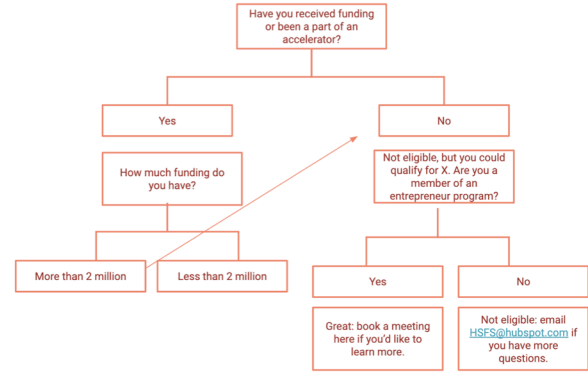 Have you received funding
or been a part of an
accelerator?
Yes
No
How much funding do
you have?
Not eligible, but you could
qualify for X. Are you a
member of an
entrepreneur program?
More than 2 million
Less than 2 million
Yes
No
Great: book a meeting
here if you'd like to
learn more.
Not eligible: email
HSFS@hubspot.com if
you have more
questions.